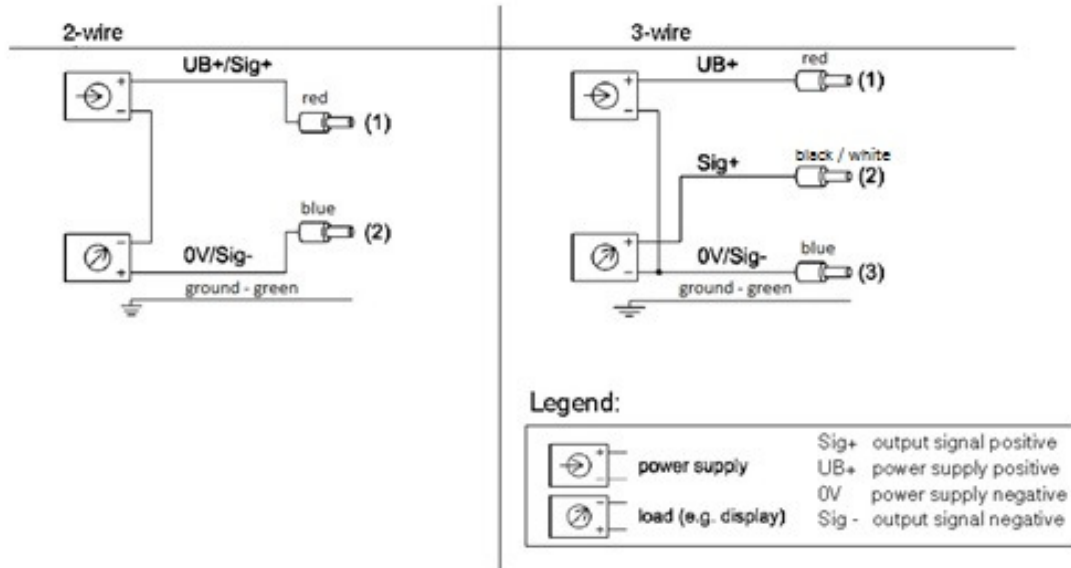 2-wire
UB+/Sig+
+
−
red
(1)
blue
(2)
−
+
0V/Sig-
ground - green
3-wire
UB+
red
(1)
+
−
black / white
Sig+
(2)
+
−
0V/Sig-
blue
(3)
ground - green
Legend:
+
−
power supply
−
+
load (e.g. display)
Sig+ output signal positive
UB+ power supply positive
0V power supply negative
Sig - output signal negative